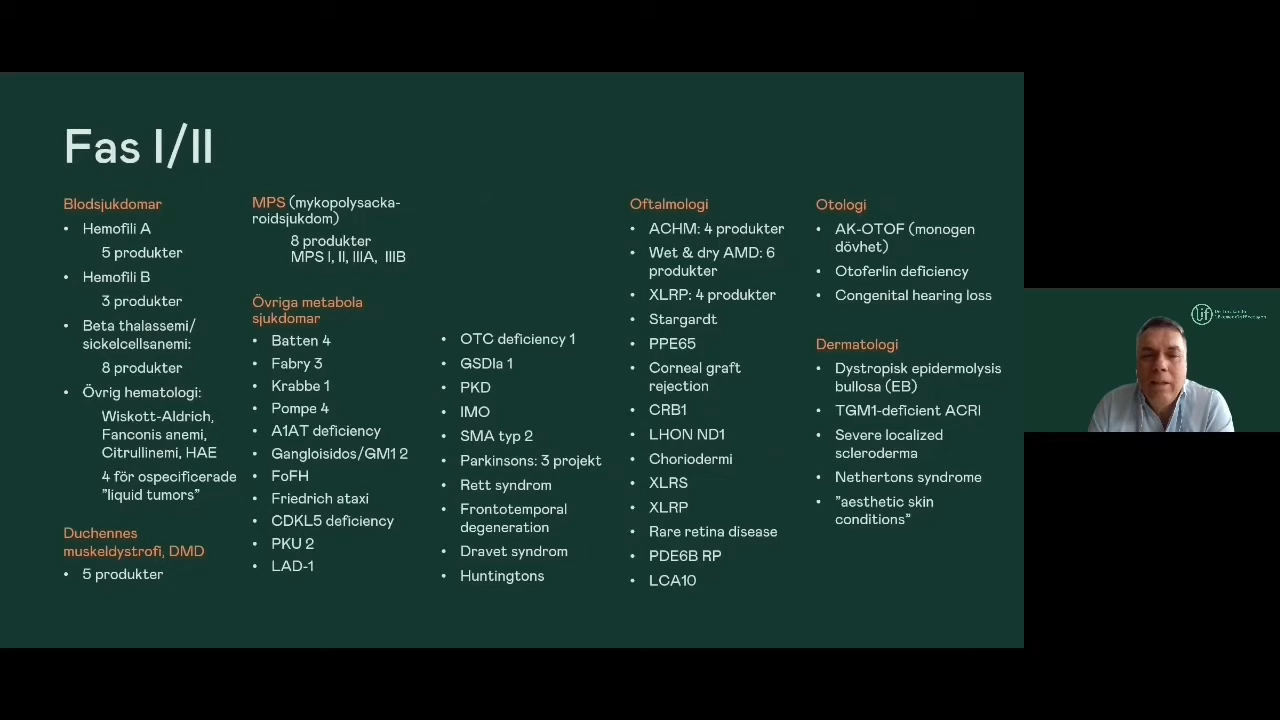 Fas I/II
Blodsjukdomar
• Hemofili A
5 produkter
• Hemofili B
3 produkter
• Beta thalassemi/
sickelcellsanemi:
8 produkter
• Övrig hematologi:
Wiskott-Aldrich,
Fanconis anemi,
Citrullinemi, HAE
4 för ospecificerade
”liquid tumors”
Duchennes
muskeldystrofi, DMD
• 5 produkter
MPS (mykopolysacka-
roidsjukdom)
8 produkter
MPS I, II, IIIA, IIIB
Övriga metabola
sjukdomar
• Batten 4
• Fabry 3
• Krabbe 1
• Pompe 4
• A1AT deficiency
• Gangloisidos/GM1 2
• FoFH
• Friedrich ataxi
• CDKL5 deficiency
• PKU 2
• LAD-1
• OTC deficiency 1
• GSDIa 1
• PKD
• IMO
• SMA typ 2
• Parkinsons: 3 projekt
• Rett syndrom
• Frontotemporal
degeneration
• Dravet syndrom
• Huntingtons
Oftalmologi
• ACHM: 4 produkter
• Wet & dry AMD: 6
produkter
• XLRP: 4 produkter
• Stargardt
• PPE65
• Corneal graft
rejection
• CRB1
• LHON ND1
• Choriodermi
• XLRS
• XLRP
• Rare retina disease
• PDE6B RP
• LCA10
Otologi
• AK-OTOF (monogen
dövhet)
• Otoferlin deficiency
• Congenital hearing loss
Dermatologi
• Dystropisk epidermolysis
bullosa (EB)
• TGM1-deficient ACRI
• Severe localized
scleroderma
• Nethertons syndrome
• ”aesthetic skin
conditions”
Lif